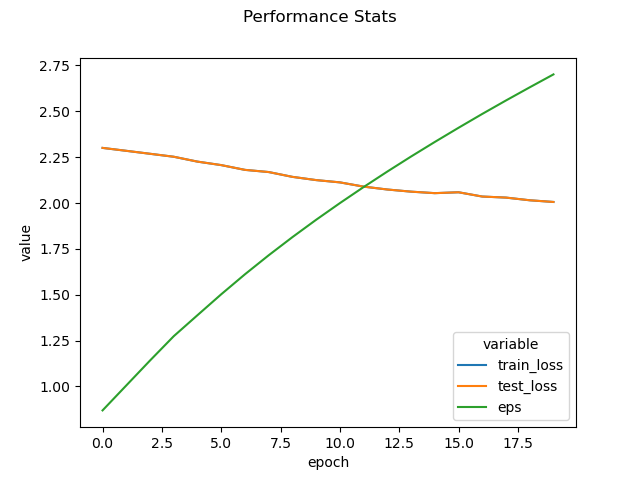 Performance Stats
2.75
2.50
2.25
2.00
1.75
1.50
1.25
1.00
value
0.0 2.5 5.0 7.5 10.0 12.5 15.0 17.5
epoch
variable
train_loss
test_loss
eps